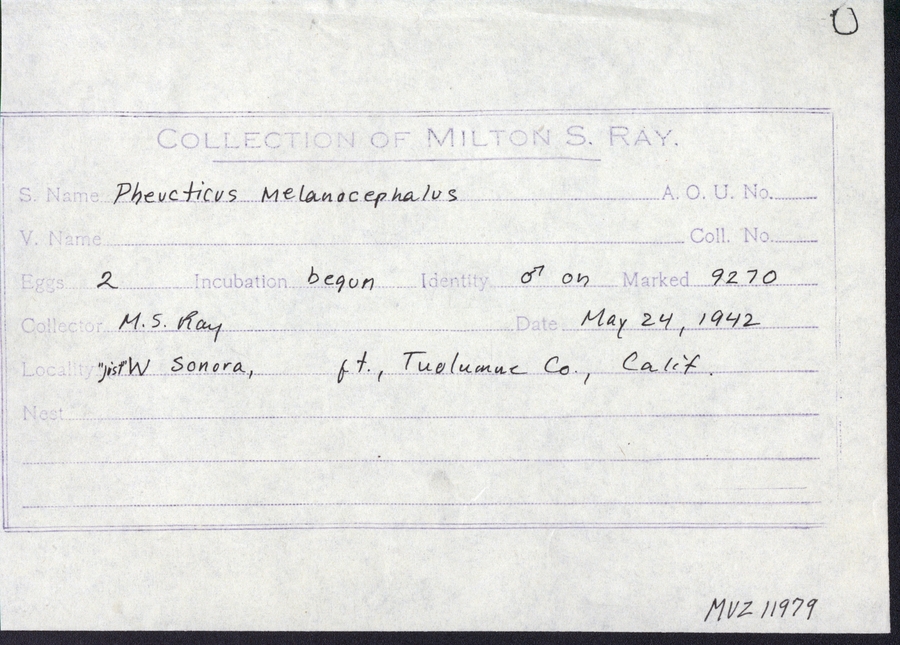 COLLECTION OF MILTON S. RAY.
S. Name Pheucticus Melanocephalus A. O. U. No.
V. Name Coll. No.
Eggs 2 Incubation begun Identity ♂ on Marked 9270
Collector M.S. Ray Date May 24, 1942
Locality "just" W Sonora, ft., Tuolumne Co., Calif.
Nest
MVZ 11979